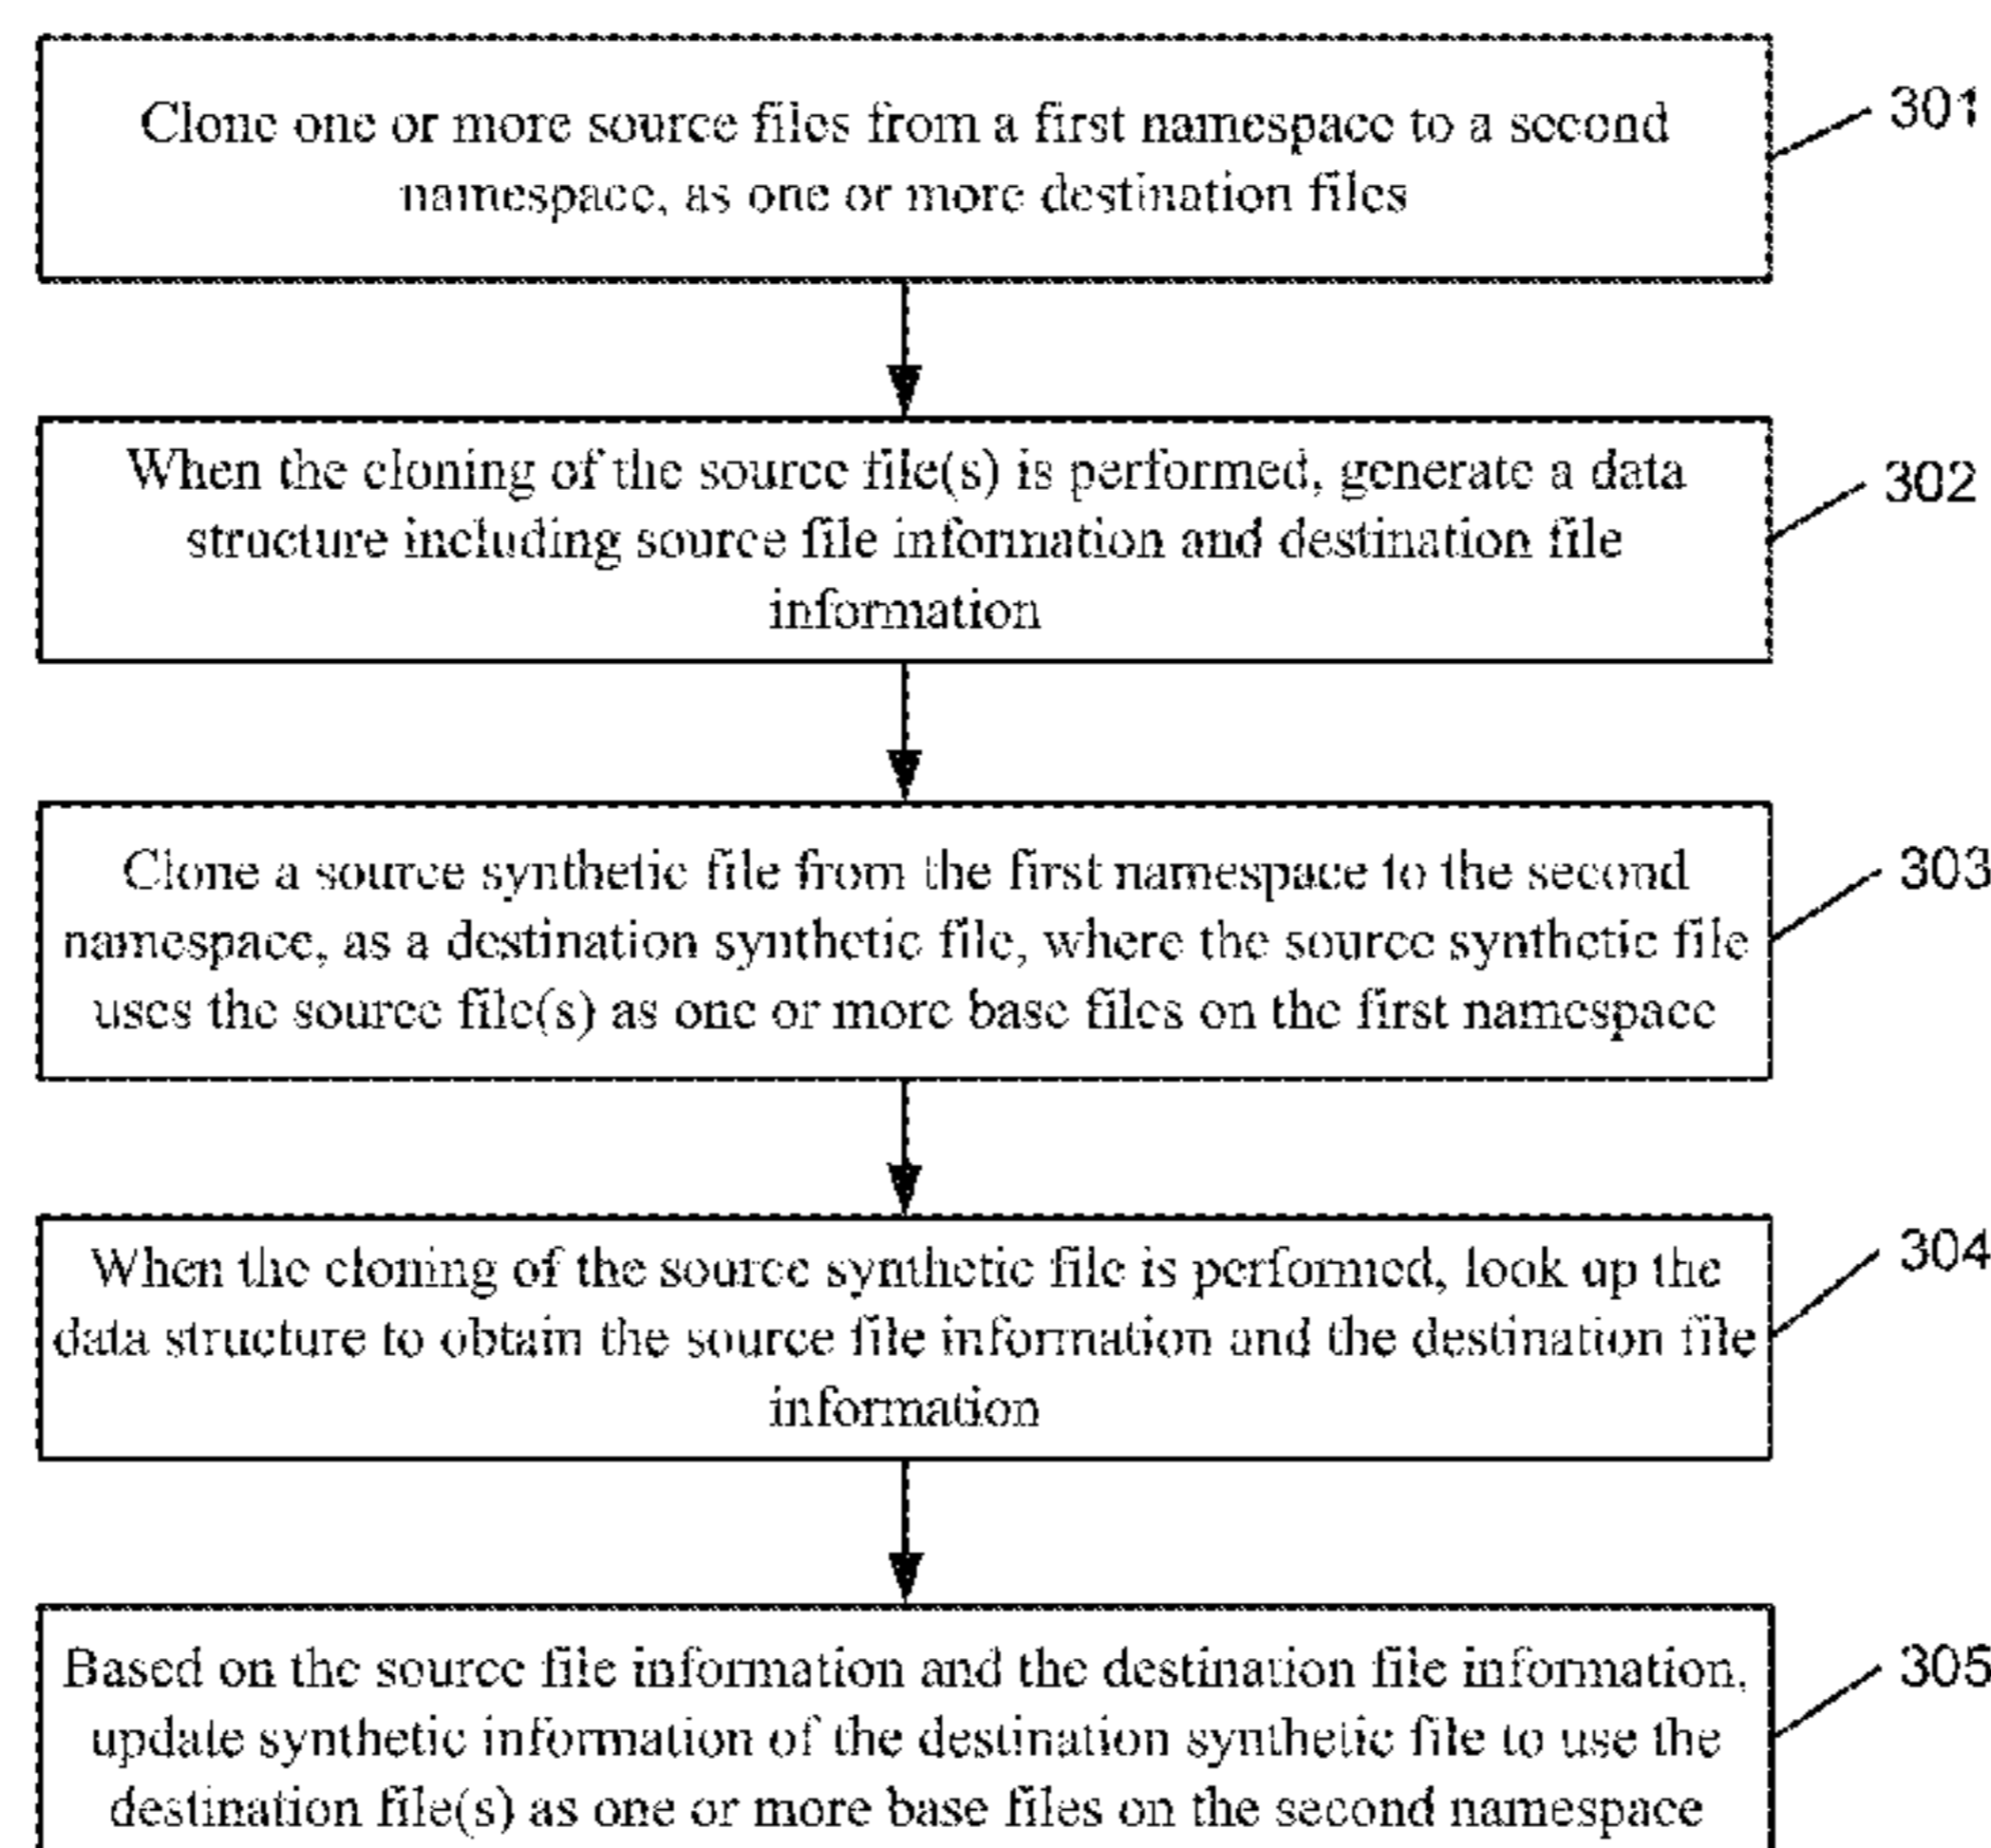 Clone one or more source files from a first namespace to a second
namespace, as one or more destination files
301
When the cloning of the source file(s) is performed, generate a data
structure including source file information and destination file
information
302
Clone a source synthetic file from the first namespace to the second
namespace, as a destination synthetic file, where the source synthetic file
uses the source file(s) as one or more base files on the first namespace
303
When the cloning of the source synthetic file is performed, look up the
data structure to obtain the source file information and the destination file
information
304
Based on the source file information and the destination file information,
update synthetic information of the destination synthetic file to use the
destination file(s) as one or more base files on the second namespace
305